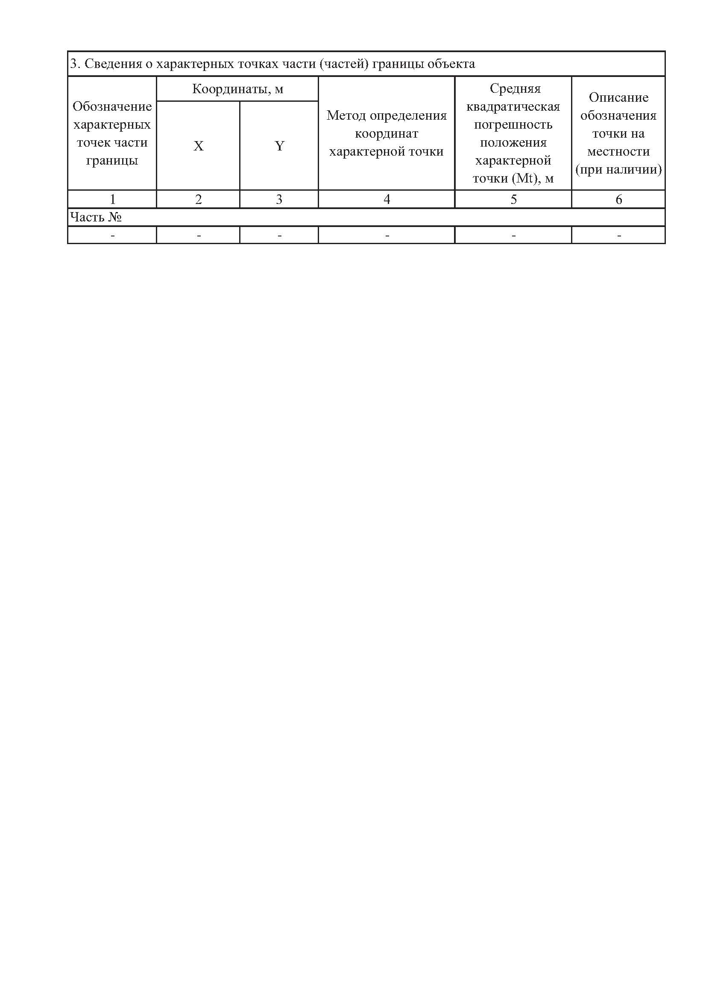 3. Сведения о характерных точках части (частей) границы объекта
Обозначение
характерных
точек части
границы
Координаты, м
X
Y
Метод определения
координат
характерной точки
Средняя
квадратическая
погрешность
положения
характерной
точки (Mt), м
Описание
обозначения
точки на
местности
(при наличии)
1 2 3 4 5 6
Часть №
- - - - - -